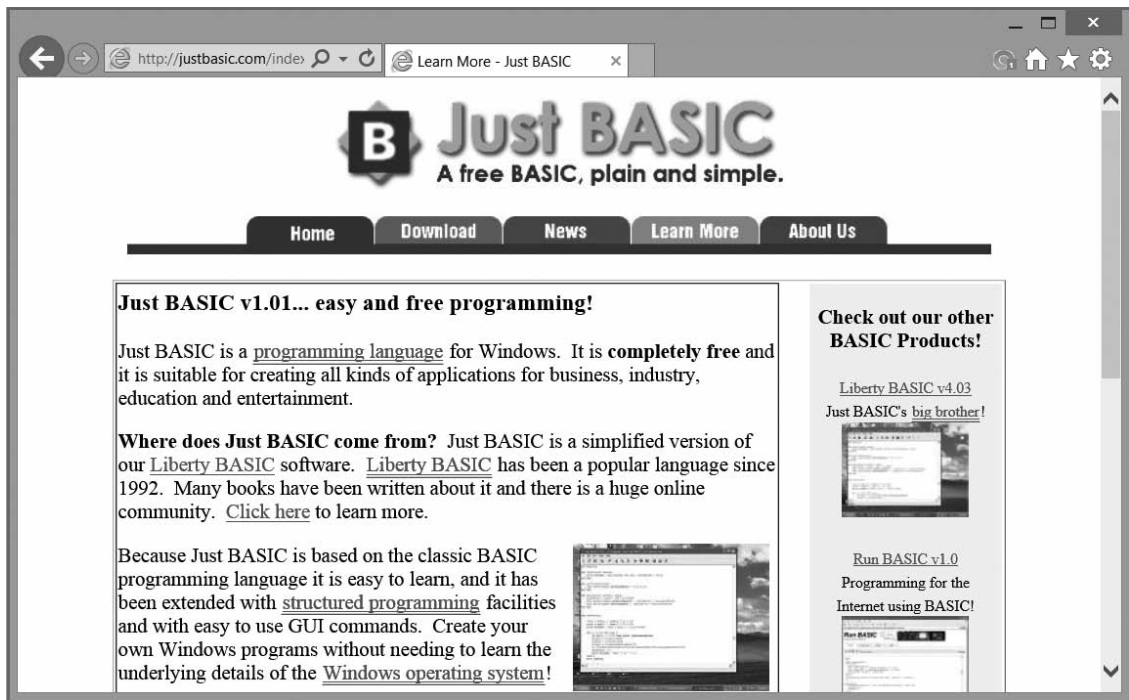 http://justbasic.com/index
Learn More - Just BASIC
B
Just BASIC
A free BASIC, plain and simple.
Home
Download
News
Learn More
About Us
Just BASIC v1.01... easy and free programming!
Just BASIC is a programming language for Windows. It is completely free and
it is suitable for creating all kinds of applications for business, industry,
education and entertainment.
Where does Just BASIC come from? Just BASIC is a simplified version of
our Liberty BASIC software. Liberty BASIC has been a popular language since
1992. Many books have been written about it and there is a huge online
community. Click here to learn more.
Because Just BASIC is based on the classic BASIC
programming language it is easy to learn, and it has
been extended with structured programming facilities
and with easy to use GUI commands. Create your
own Windows programs without needing to learn the
underlying details of the Windows operating system!
Check out our other
BASIC Products!
Liberty BASIC v4.03
Just BASIC's big brother!
Run BASIC v1.0
Programming for the
Internet using BASIC!
Run BASIC